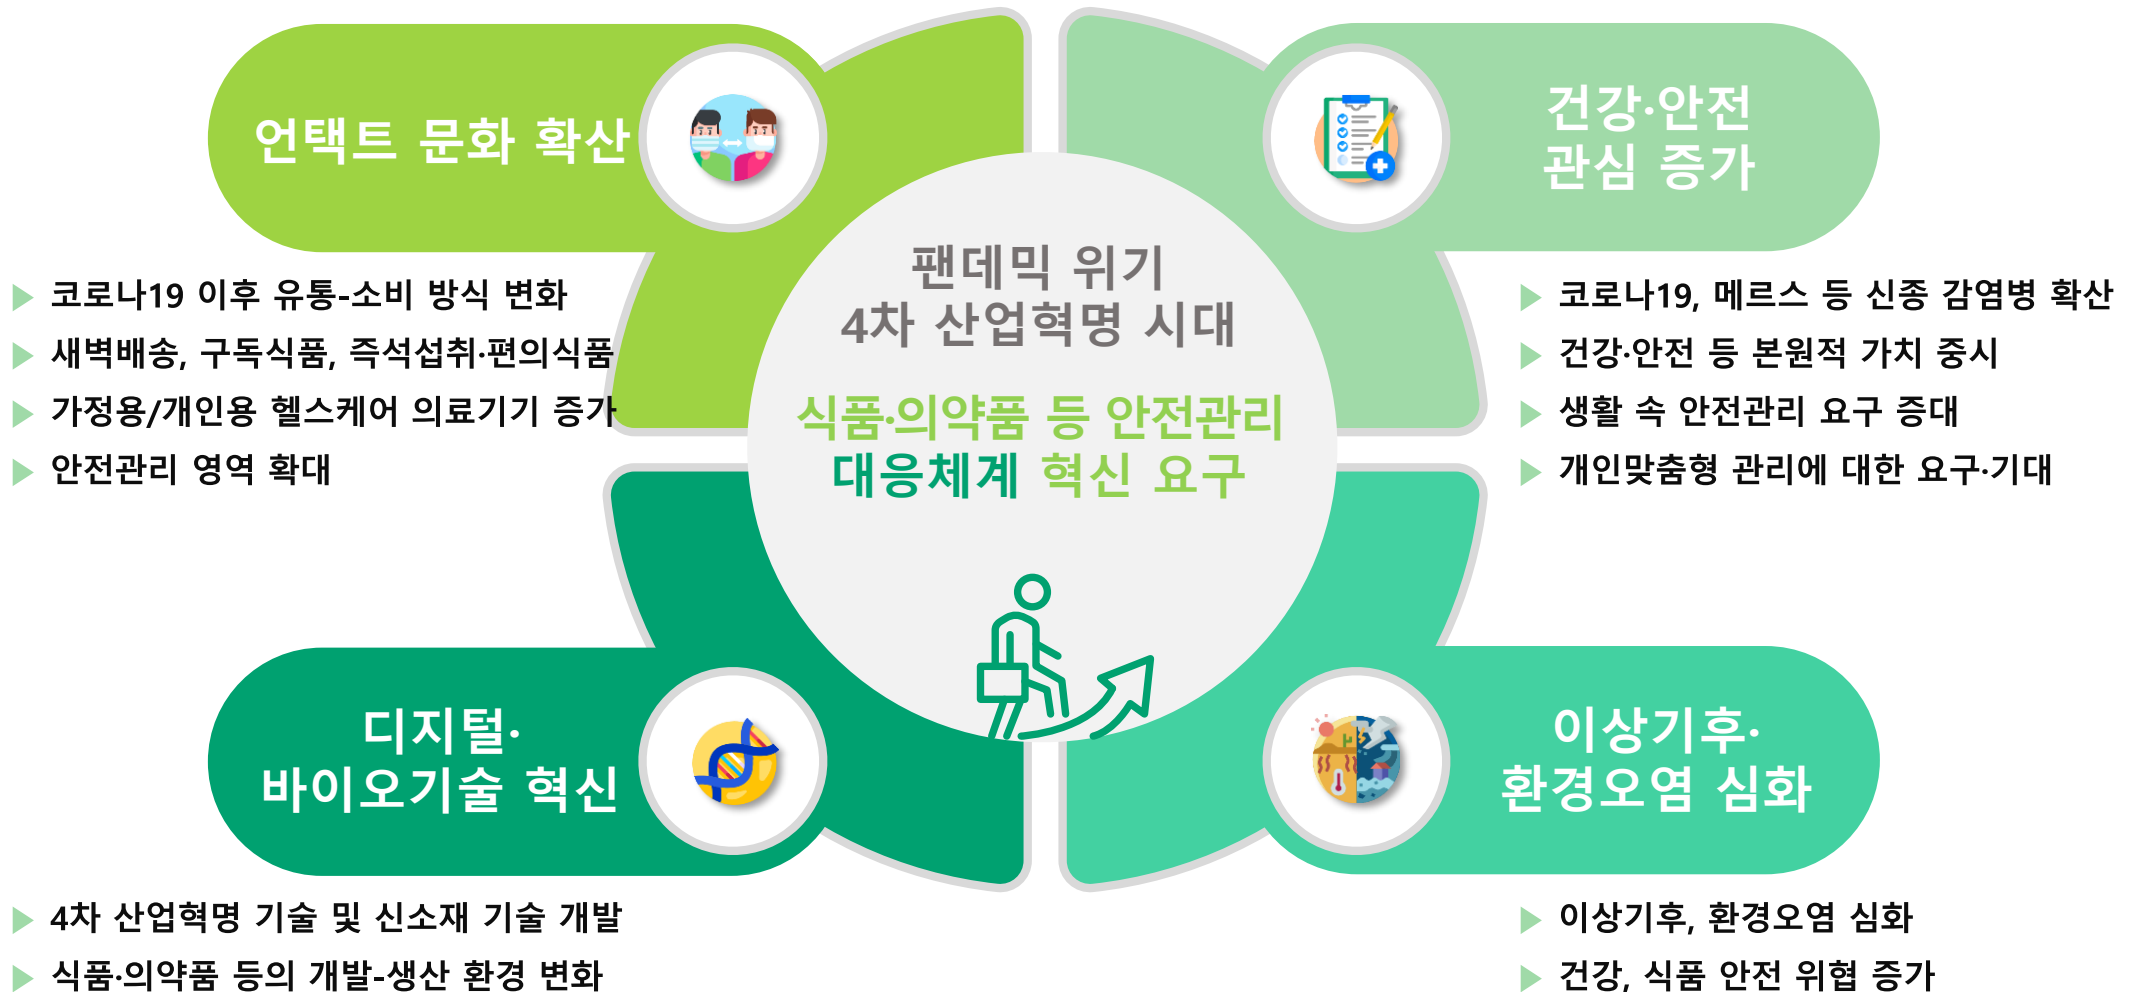 언택트 문화 확산
코로나19 이후 유통-소비 방식 변화
새벽배송, 구독식품, 즉석섭취·편의식품
가정용/개인용 헬스케어 의료기기 증가
안전관리 영역 확대
건강·안전
관심 증가
코로나19, 메르스 등 신종 감염병 확산
건강·안전 등 본원적 가치 중시
생활 속 안전관리 요구 증대
개인맞춤형 관리에 대한 요구·기대
팬데믹 위기
4차 산업혁명 시대
식품·의약품 등 안전관리
대응체계 혁신 요구
디지털·
바이오기술 혁신
4차 산업혁명 기술 및 신소재 기술 개발
식품·의약품 등의 개발-생산 환경 변화
이상기후·
환경오염 심화
이상기후, 환경오염 심화
건강, 식품 안전 위협 증가